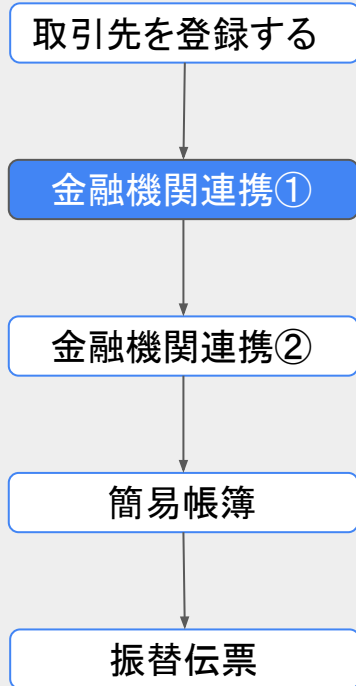 取引先を登録する
金融機関連携①
金融機関連携②
簡易帳簿
振替伝票